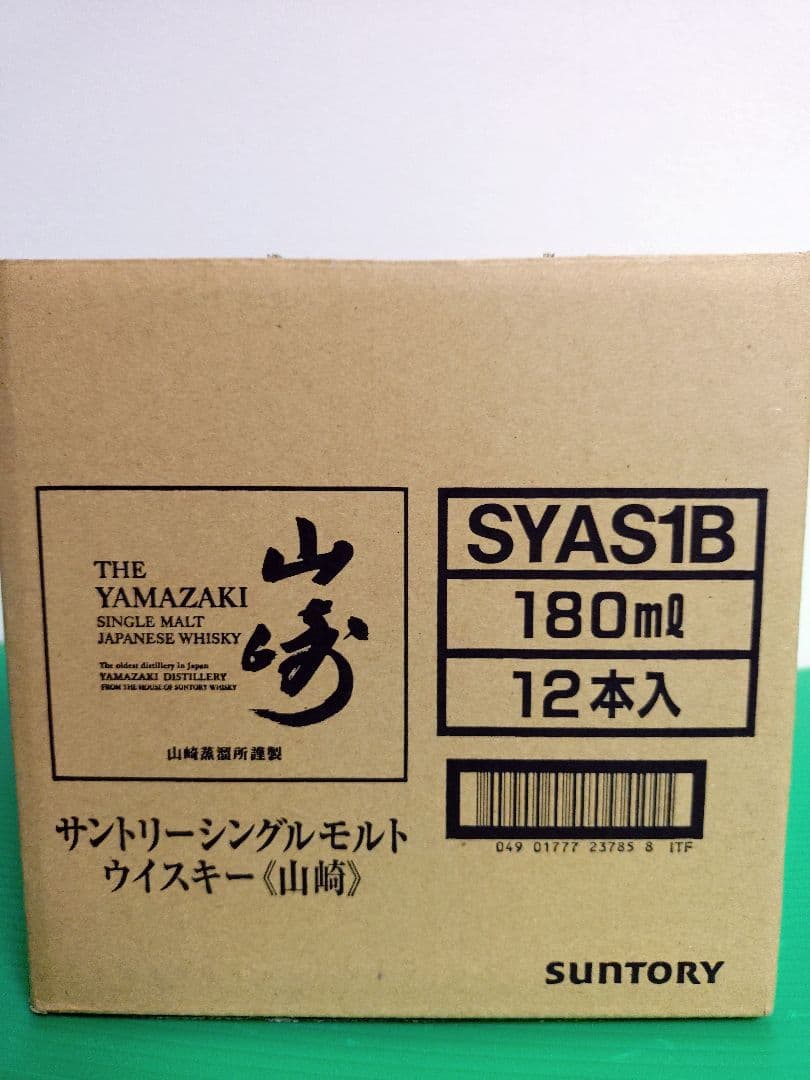 THE
YAMAZAKI
SINGLE MALT
JAPANESE WHISKY
The oldest distillery in Japan
YAMAZAKI DISTILLERY
FROM THE HOUSE OF SUNTORY WHISKY
山崎
山崎蒸溜所謹製
サントリーシングルモルト
ウイスキー《山崎》
SYAS1B
180ml
12本入
049 01777 23785 8 ITF
SUNTORY